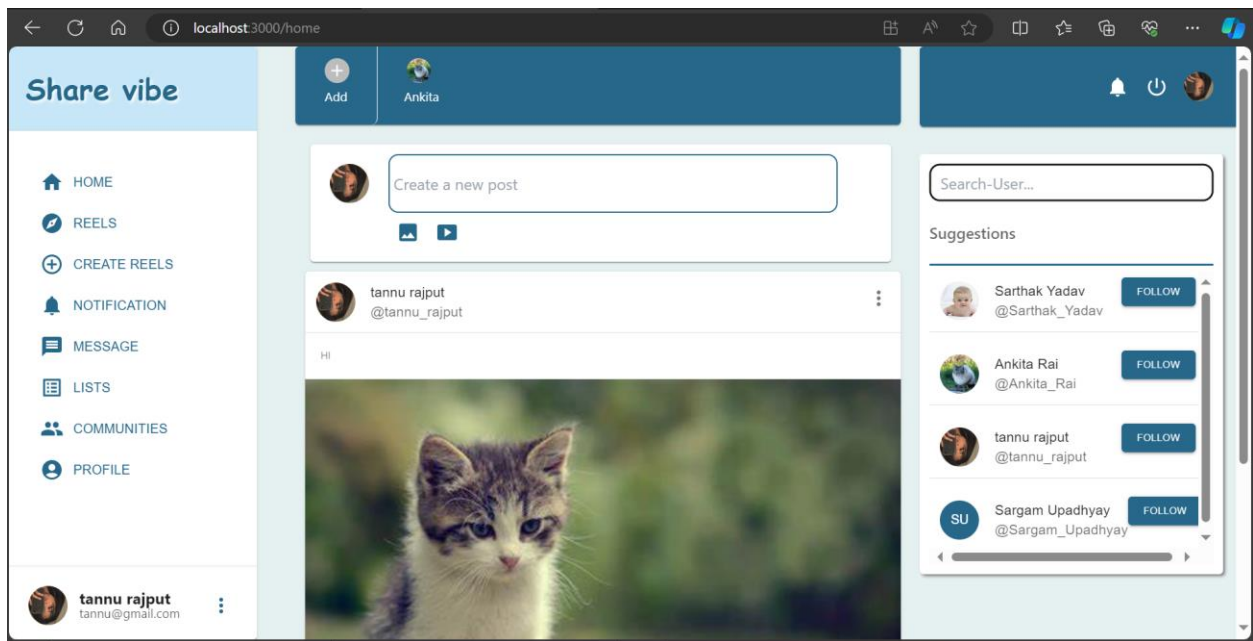 localhost:3000/home
Share vibe
HOME
REELS
CREATE REELS
NOTIFICATION
MESSAGE
LISTS
COMMUNITIES
PROFILE
tannu rajput
tannu@gmail.com
Add
Ankita
Create a new post
tannu rajput
@tannu_rajput
HI
Search-User...
Suggestions
Sarthak Yadav
@Sarthak_Yadav
FOLLOW
Ankita Rai
@Ankita_Rai
FOLLOW
tannu rajput
@tannu_rajput
FOLLOW
SU
Sargam Upadhyay
@Sargam_Upadhyay
FOLLOW